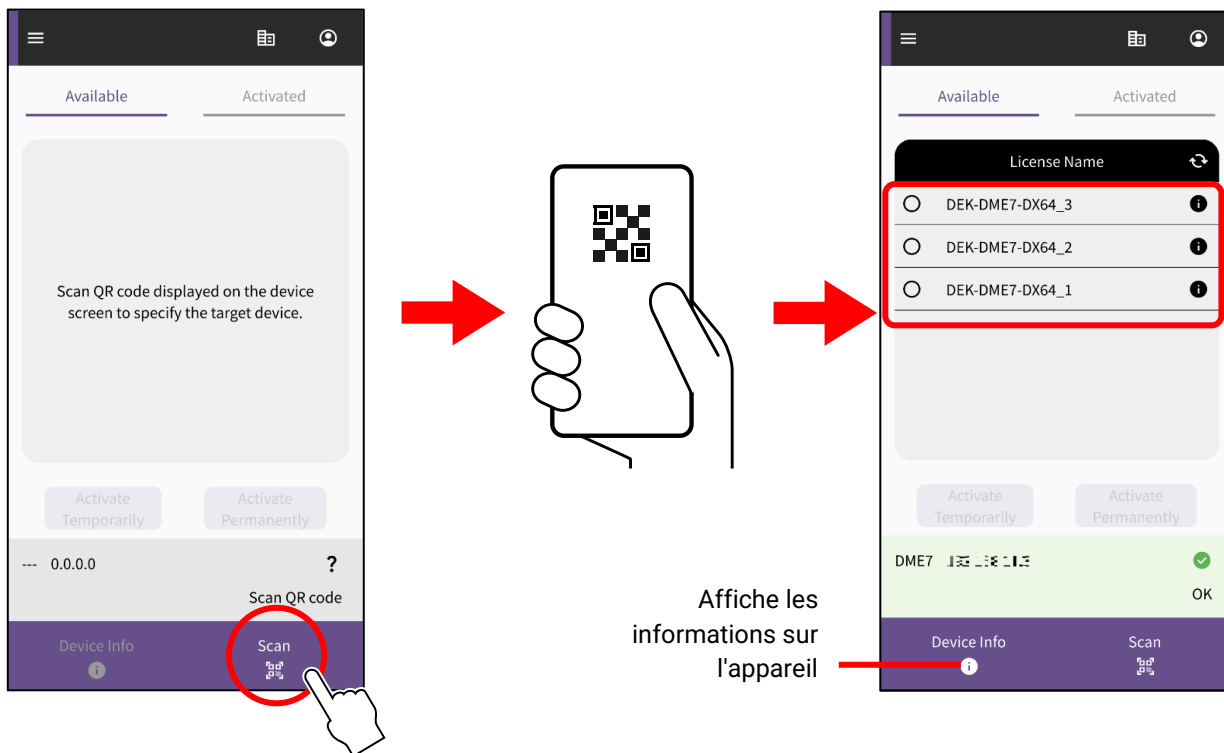 Available
Activated
Scan QR code displayed on the device
screen to specify the target device.
Activate
Temporarily
Activate
Permanently
--- 0.0.0.0
?
Scan QR code
Device Info
Scan
Available
Activated
License Name
DEK-DME7-DX64_3
DEK-DME7-DX64_2
DEK-DME7-DX64_1
Activate
Temporarily
Activate
Permanently
DME7
OK
Device Info
Scan
Affiche les
informations sur
l'appareil